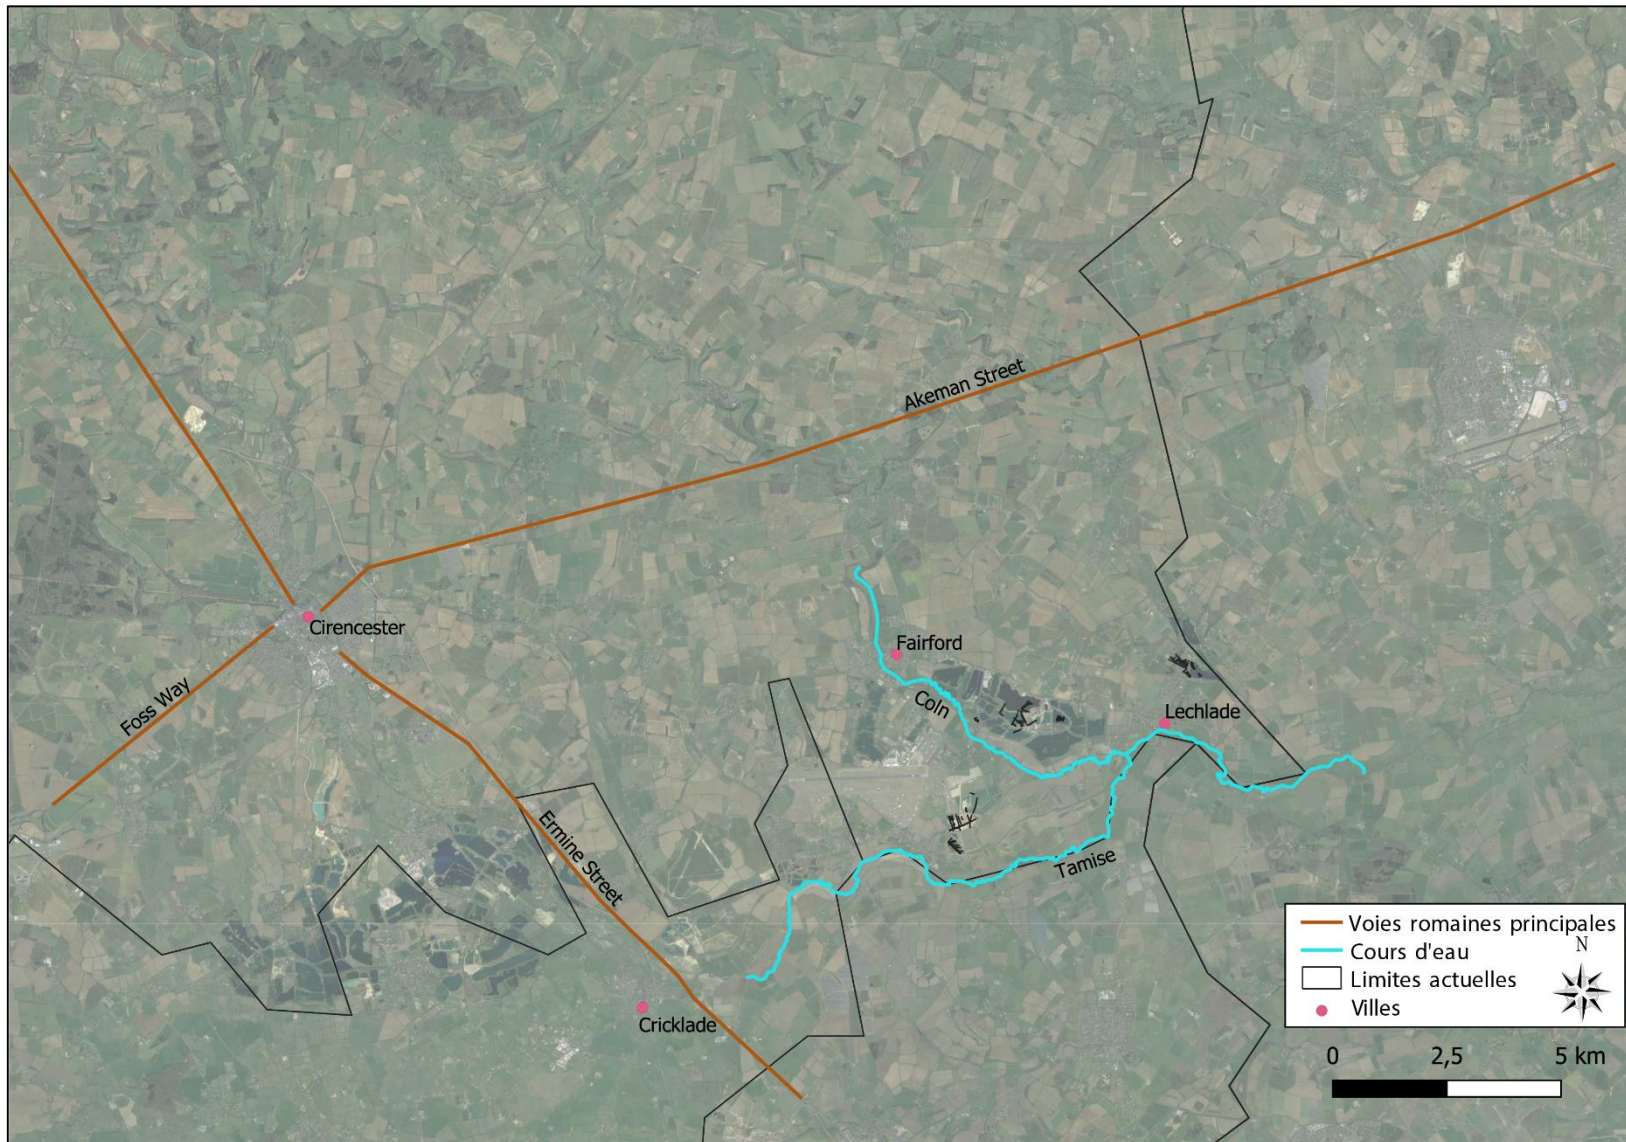 Akeman Street
Cirencester
Foss Way
Fairford
Coln
Lechlade
Ermine Street
Tamise
Cricklade
Voies romaines principales
Cours d'eau
N
Limites actuelles
Villes
0 2,5 5 km